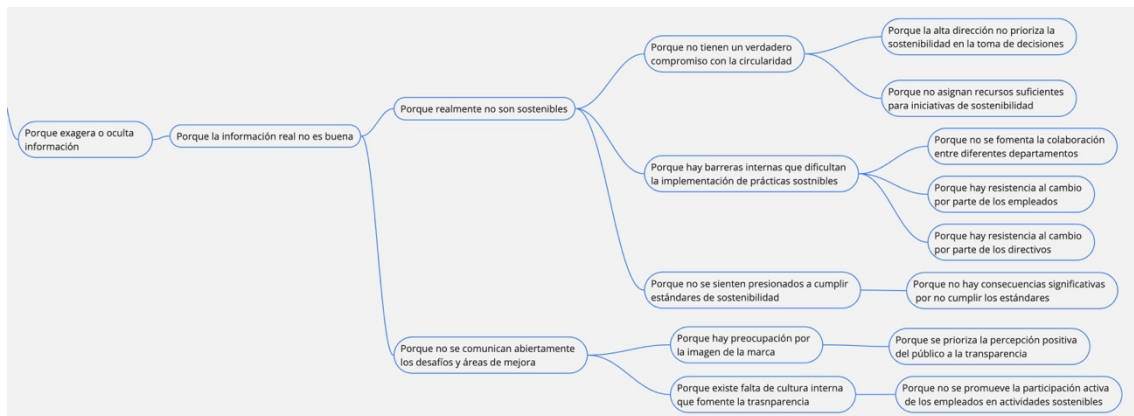 Porque exagera o oculta
información
Porque la información real no es buena
Porque realmente no son sostenibles
Porque no tienen un verdadero
compromiso con la circularidad
Porque la alta dirección no prioriza la
sostenibilidad en la toma de decisiones
Porque no asignan recursos suficientes
para iniciativas de sostenibilidad
Porque hay barreras internas que dificultan
la implementación de prácticas sostnibles
Porque no se fomenta la colaboración
entre diferentes departamentos
Porque hay resistencia al cambio
por parte de los empleados
Porque hay resistencia al cambio
por parte de los directivos
Porque no se sienten presionados a cumplir
estándares de sostenibilidad
Porque no hay consecuencias significativas
por no cumplir los estándares
Porque no se comunican abiertamente
los desafíos y áreas de mejora
Porque hay preocupación por
la imagen de la marca
Porque se prioriza la percepción positiva
del público a la transparencia
Porque existe falta de cultura interna
que fomente la trasnparencia
Porque no se promueve la participación activa
de los empleados en actividades sostenibles